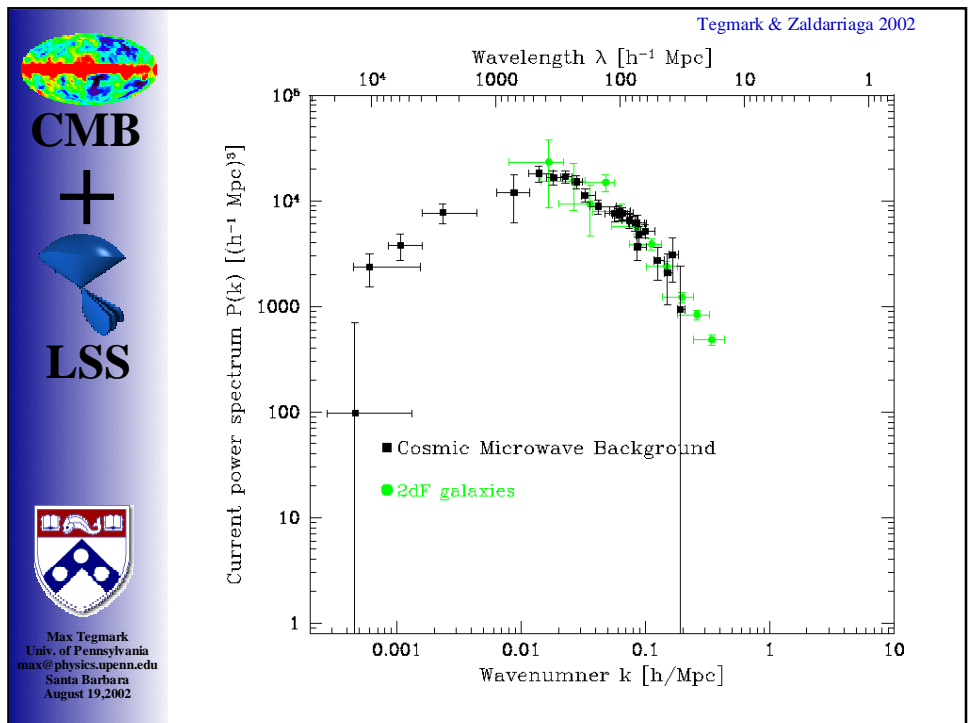 Tegmark & Zaldarriaga 2002
CMB
+
LSS
Max Tegmark
Univ. of Pennsylvania
max@physics.upenn.edu
Santa Barbara
August 19,2002
Wavelength λ [h⁻¹ Mpc]
10⁴ 1000 100 10 1
Current power spectrum P(k) [(h⁻¹ Mpc)³]
10⁵
10⁴
1000
100
10
1
Cosmic Microwave Background
2dF galaxies
0.001 0.01 0.1 1 10
Wavenumner k [h/Mpc]